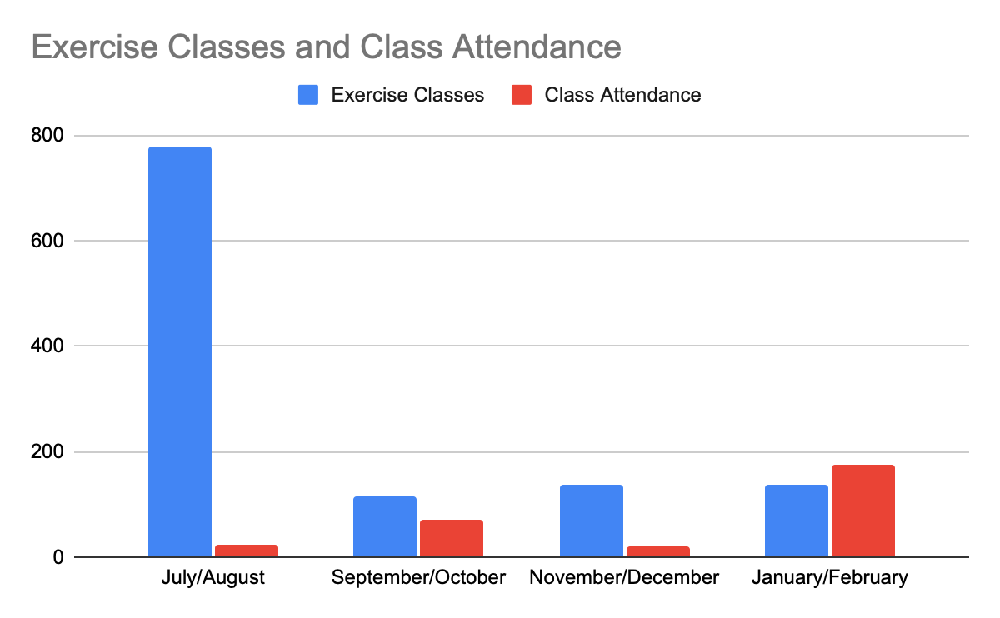 Exercise Classes and Class Attendance
Exercise Classes Class Attendance
800
600
400
200
0
July/August September/October November/December January/February